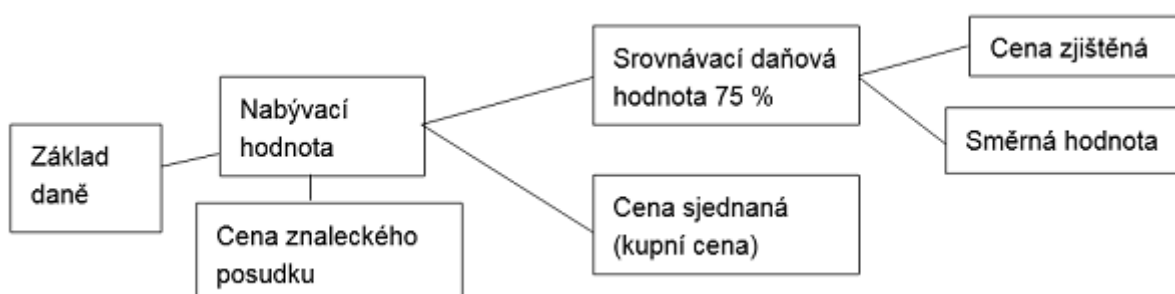 Základ
daně
Nabývací
hodnota
Cena znaleckého
posudku
Srovnávací daňová
hodnota 75 %
Cena sjednaná
(kupní cena)
Cena zjištěná
Směrná hodnota